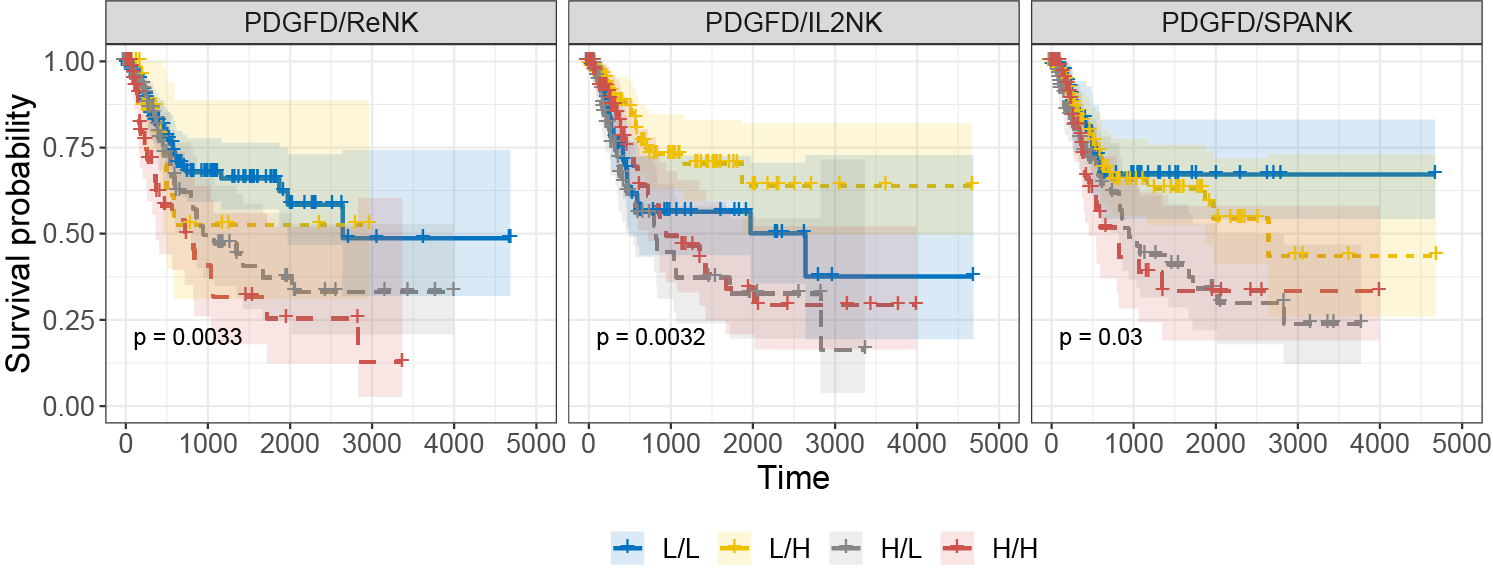 PDGFD/ReNK PDGFD/IL2NK PDGFD/SPANK
Survival probability
1.00
0.75
0.50
0.25
0.00
p = 0.0033 p = 0.0032 p = 0.03
0 1000 2000 3000 4000 5000 0 1000 2000 3000 4000 5000 0 1000 2000 3000 4000 5000
Time
L/L L/H H/L H/H